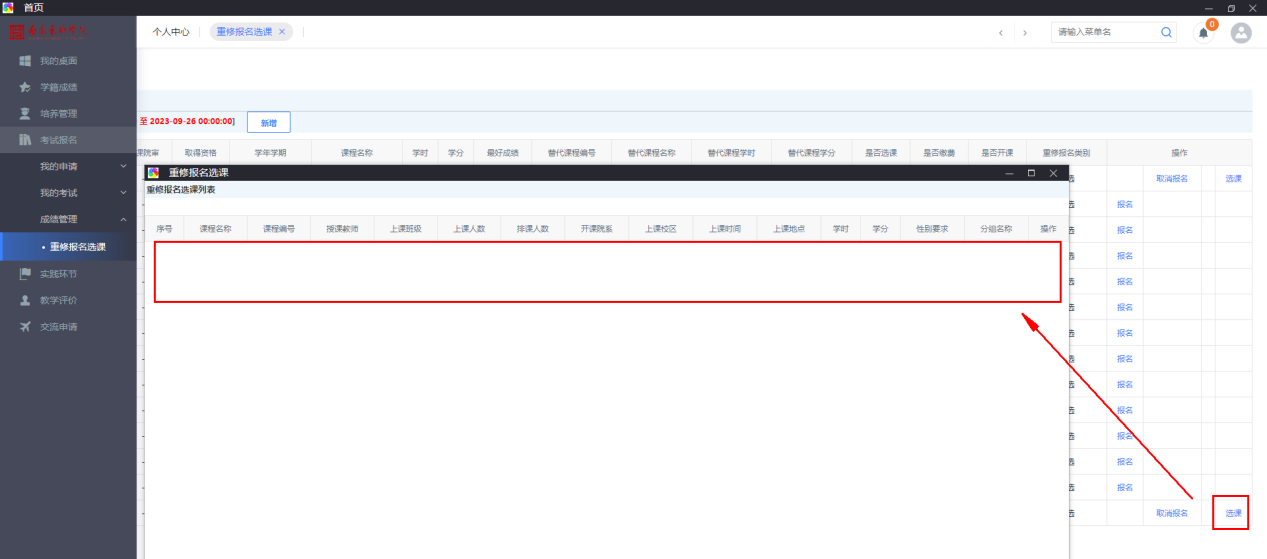 首页
个人中心
重修报名选课 ×
请输入菜单名
0
我的桌面
学籍成绩
培养管理
考试报名
我的申请
我的考试
成绩管理
• 重修报名选课
实践环节
教学评价
交流申请
至 2023-09-26 00:00:00]
新增
取得资格 学年学期 课程名称 学时 学分 最好成绩 替代课程编号 替代课程名称 替代课程学时 替代课程学分 是否选课 是否缴费 是否开课 重修报名类别 操作
重修报名选课
重修报名选课列表
序号 课程名称 课程编号 授课教师 上课班级 上课人数 排课人数 开课院系 上课校区 上课时间 上课地点 学时 学分 性别要求 分组名称 操作
取消报名 选课
报名
报名
报名
报名
报名
报名
报名
报名
报名
报名
报名
报名
取消报名 选课